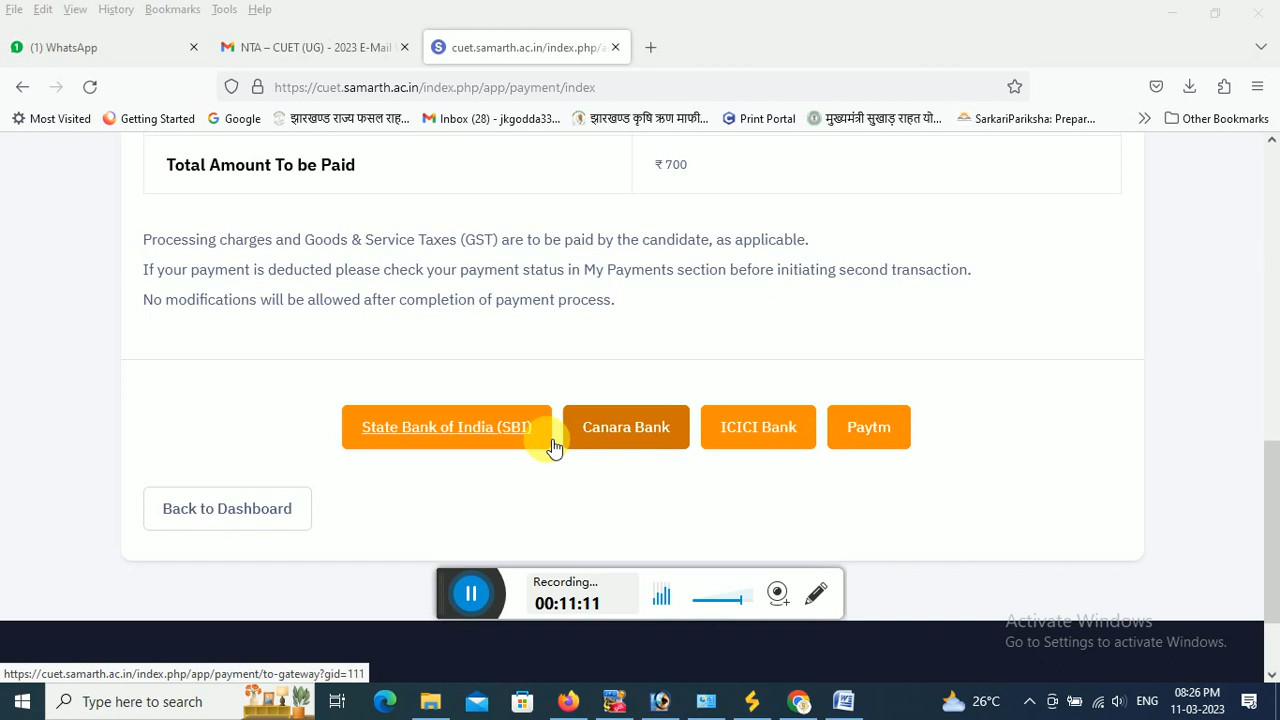 File Edit View History Bookmarks Tools Help
(1) WhatsApp
NTA – CUET (UG) - 2023 E-Mail
cuet.samarth.ac.in/index.php/a
https://cuet.samarth.ac.in/index.php/app/payment/index
Most Visited Getting Started Google झारखण्ड राज्य फसल राह... Inbox (28) - jkgodda33... झारखण्ड कृषि ऋण माफी... Print Portal मुख्यमंत्री सुखाड़ राहत यो... SarkariPariksha: Prepar... Other Bookmarks
Total Amount To be Paid ₹ 700
Processing charges and Goods & Service Taxes (GST) are to be paid by the candidate, as applicable.
If your payment is deducted please check your payment status in My Payments section before initiating second transaction.
No modifications will be allowed after completion of payment process.
State Bank of India (SBI) Canara Bank ICICI Bank Paytm
Back to Dashboard
Recording...
00:11:11
Activate Windows
Go to Settings to activate Windows.
https://cuet.samarth.ac.in/index.php/app/payment/to-gateway?gid=111
Type here to search
26°C
ENG
08:26 PM
11-03-2023